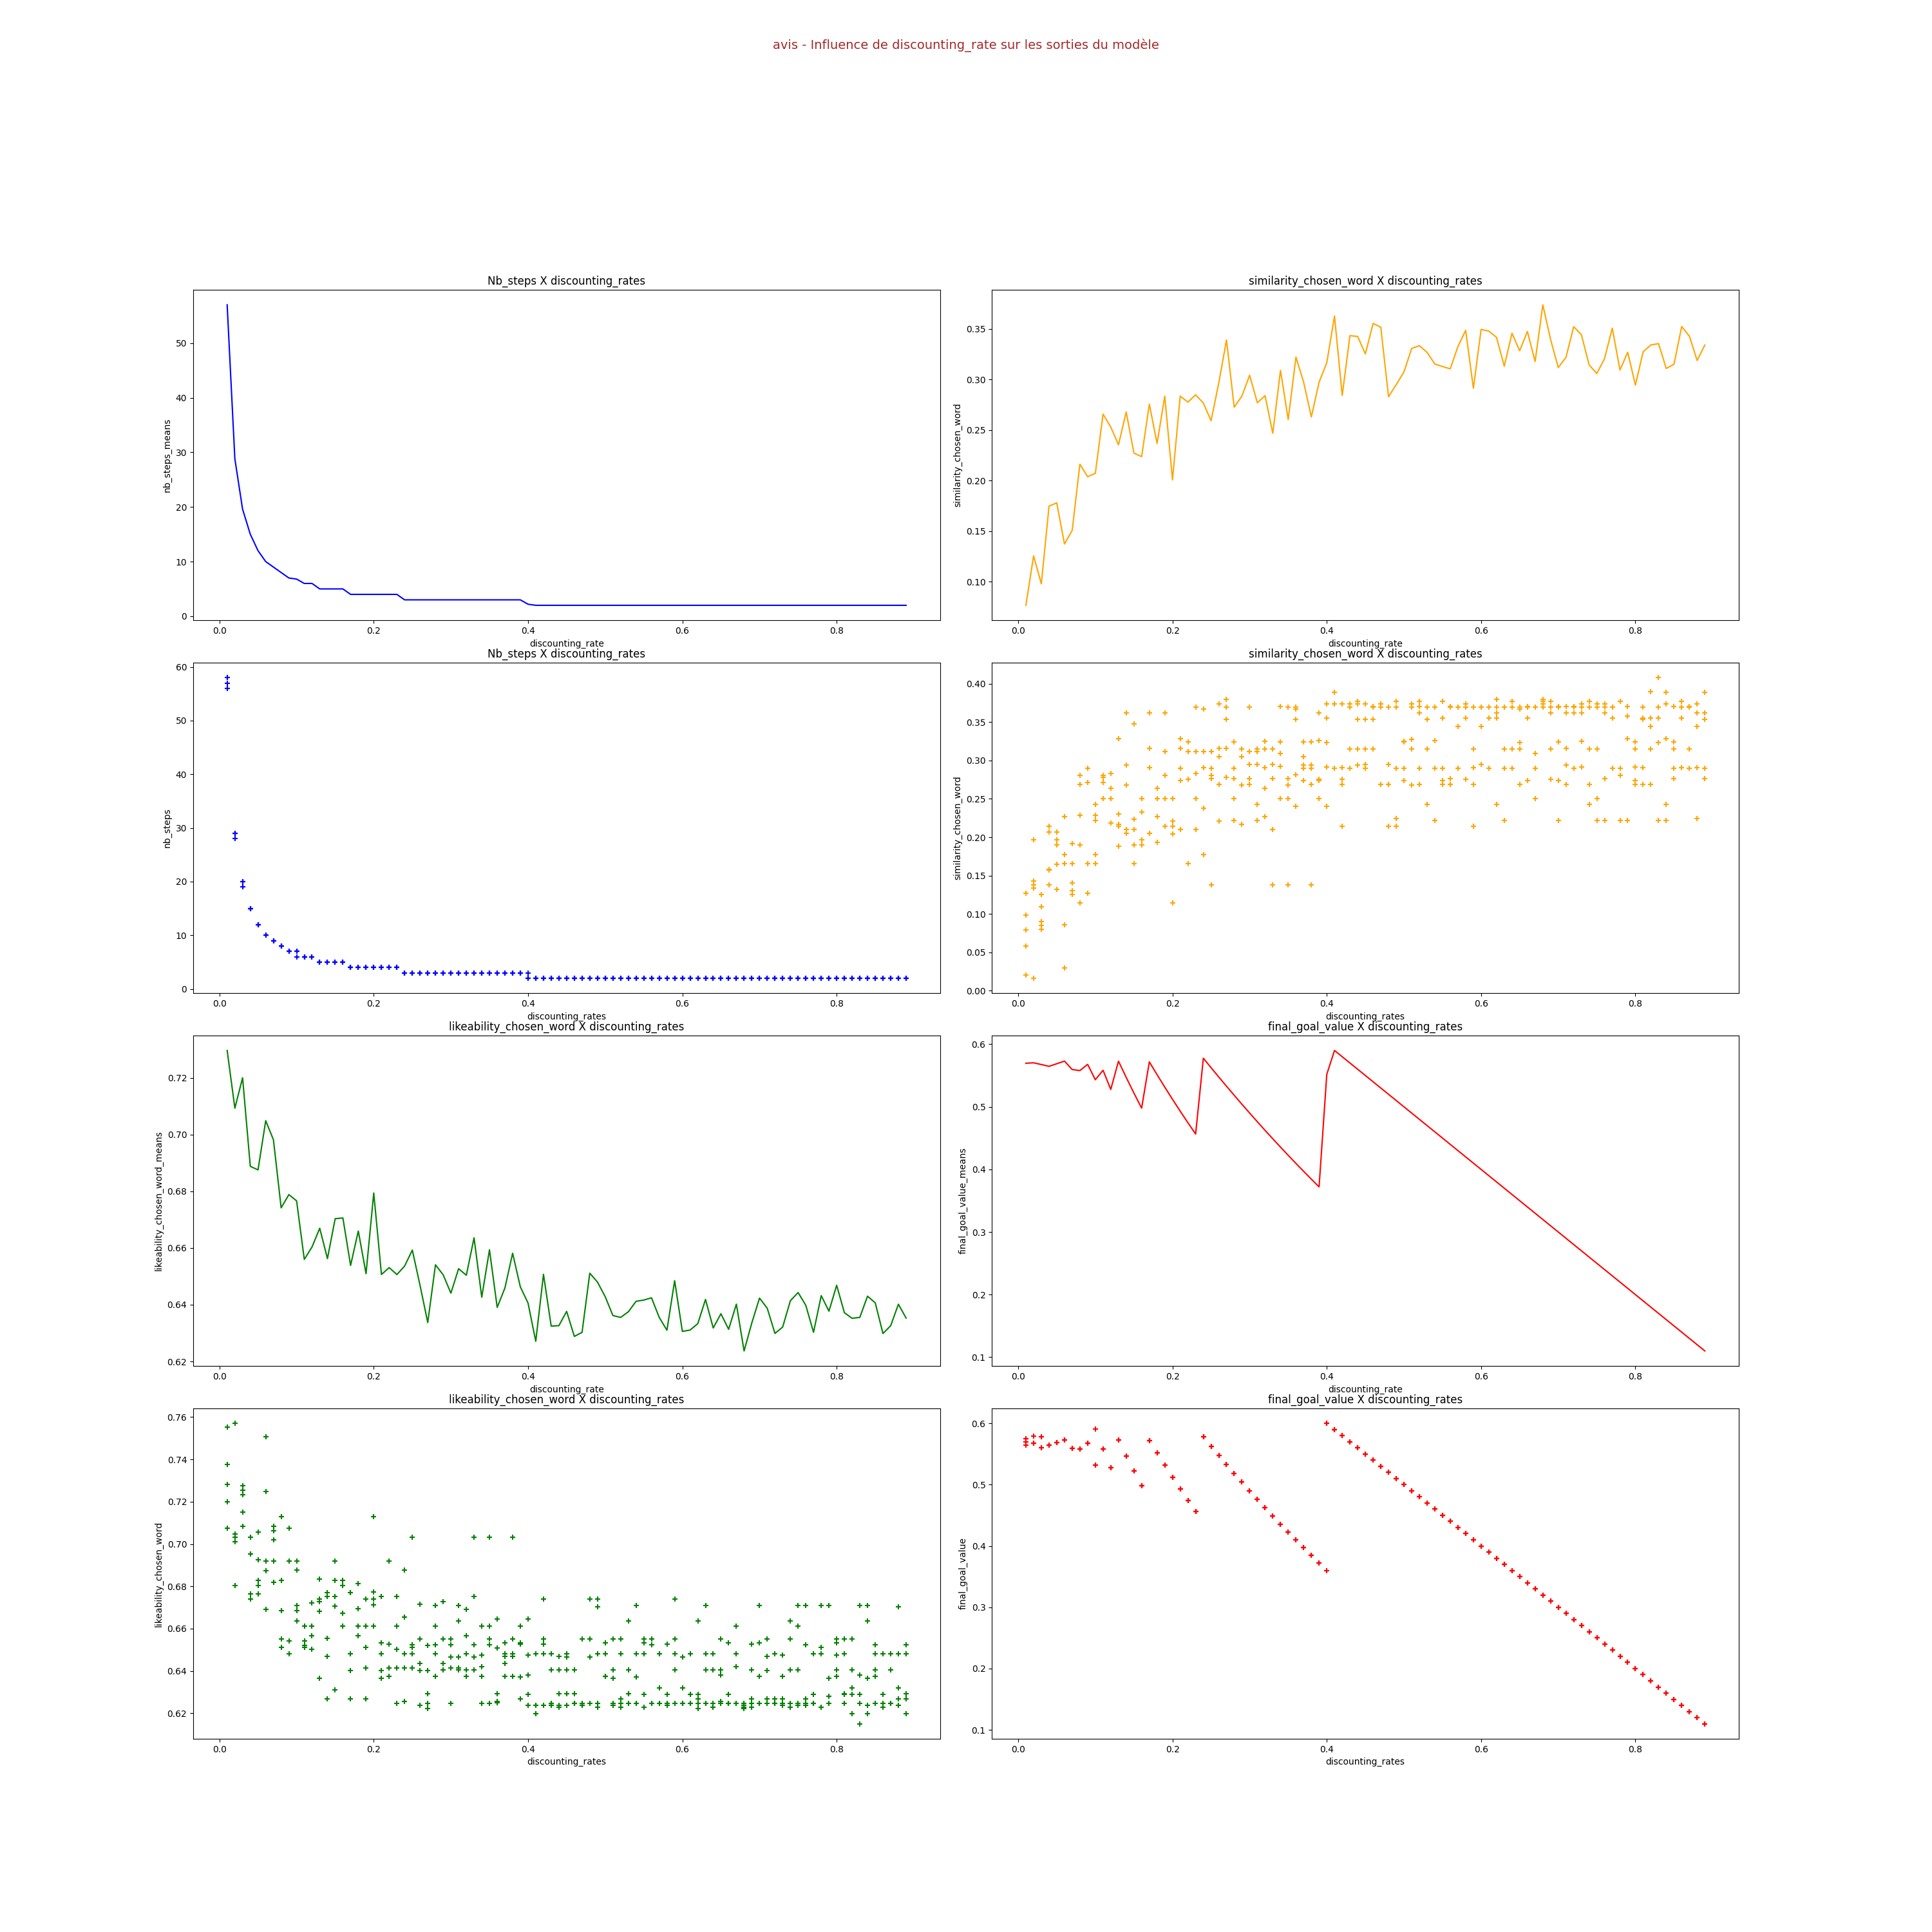 avis - Influence de discounting_rate sur les sorties du modèle
Nb_steps X discounting_rates
nb_steps_means
50
40
30
20
10
0
0.0 0.2 0.4 0.6 0.8
discounting_rate
similarity_chosen_word X discounting_rates
similarity_chosen_word
0.35
0.30
0.25
0.20
0.15
0.10
0.0 0.2 0.4 0.6 0.8
discounting_rate
Nb_steps X discounting_rates
nb_steps
60
50
40
30
20
10
0
0.0 0.2 0.4 0.6 0.8
discounting_rates
similarity_chosen_word X discounting_rates
similarity_chosen_word
0.40
0.35
0.30
0.25
0.20
0.15
0.10
0.05
0.00
0.0 0.2 0.4 0.6 0.8
discounting_rates
likeability_chosen_word X discounting_rates
likeability_chosen_word_means
0.72
0.70
0.68
0.66
0.64
0.62
0.0 0.2 0.4 0.6 0.8
discounting_rate
final_goal_value X discounting_rates
final_goal_value_means
0.6
0.5
0.4
0.3
0.2
0.1
0.0 0.2 0.4 0.6 0.8
discounting_rate
likeability_chosen_word X discounting_rates
likeability_chosen_word
0.76
0.74
0.72
0.70
0.68
0.66
0.64
0.62
0.0 0.2 0.4 0.6 0.8
discounting_rates
final_goal_value X discounting_rates
final_goal_value
0.6
0.5
0.4
0.3
0.2
0.1
0.0 0.2 0.4 0.6 0.8
discounting_rates